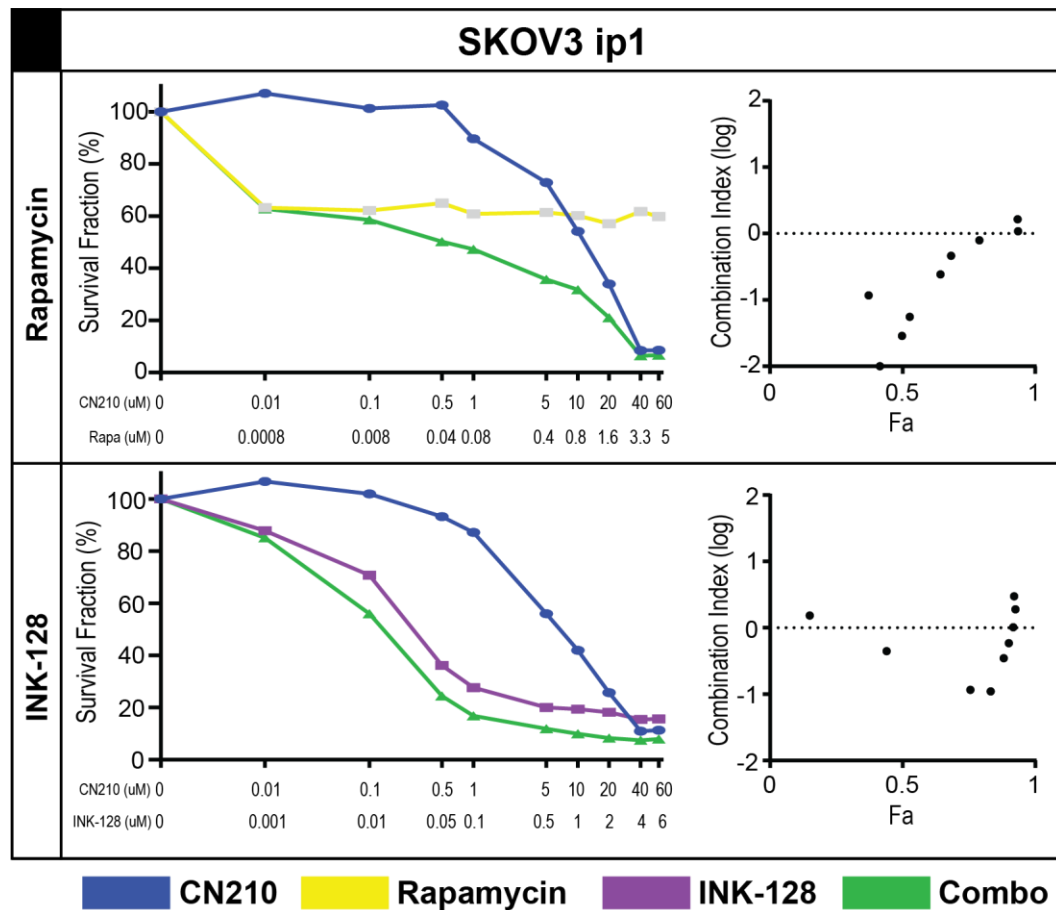 SKOV3 ip1
Rapamycin
Survival Fraction (%)
100
80
60
40
20
0
CN210 (uM) 0 0.01 0.1 0.5 1 5 10 20 40 60
Rapa (uM) 0 0.0008 0.008 0.04 0.08 0.4 0.8 1.6 3.3 5
Combination Index (log)
2
1
0
-1
-2
0 0.5 1
Fa
INK-128
Survival Fraction (%)
100
80
60
40
20
0
CN210 (uM) 0 0.01 0.1 0.5 1 5 10 20 40 60
INK-128 (uM) 0 0.001 0.01 0.05 0.1 0.5 1 2 4 6
Combination Index (log)
2
1
0
-1
-2
0 0.5 1
Fa
CN210 Rapamycin INK-128 Combo